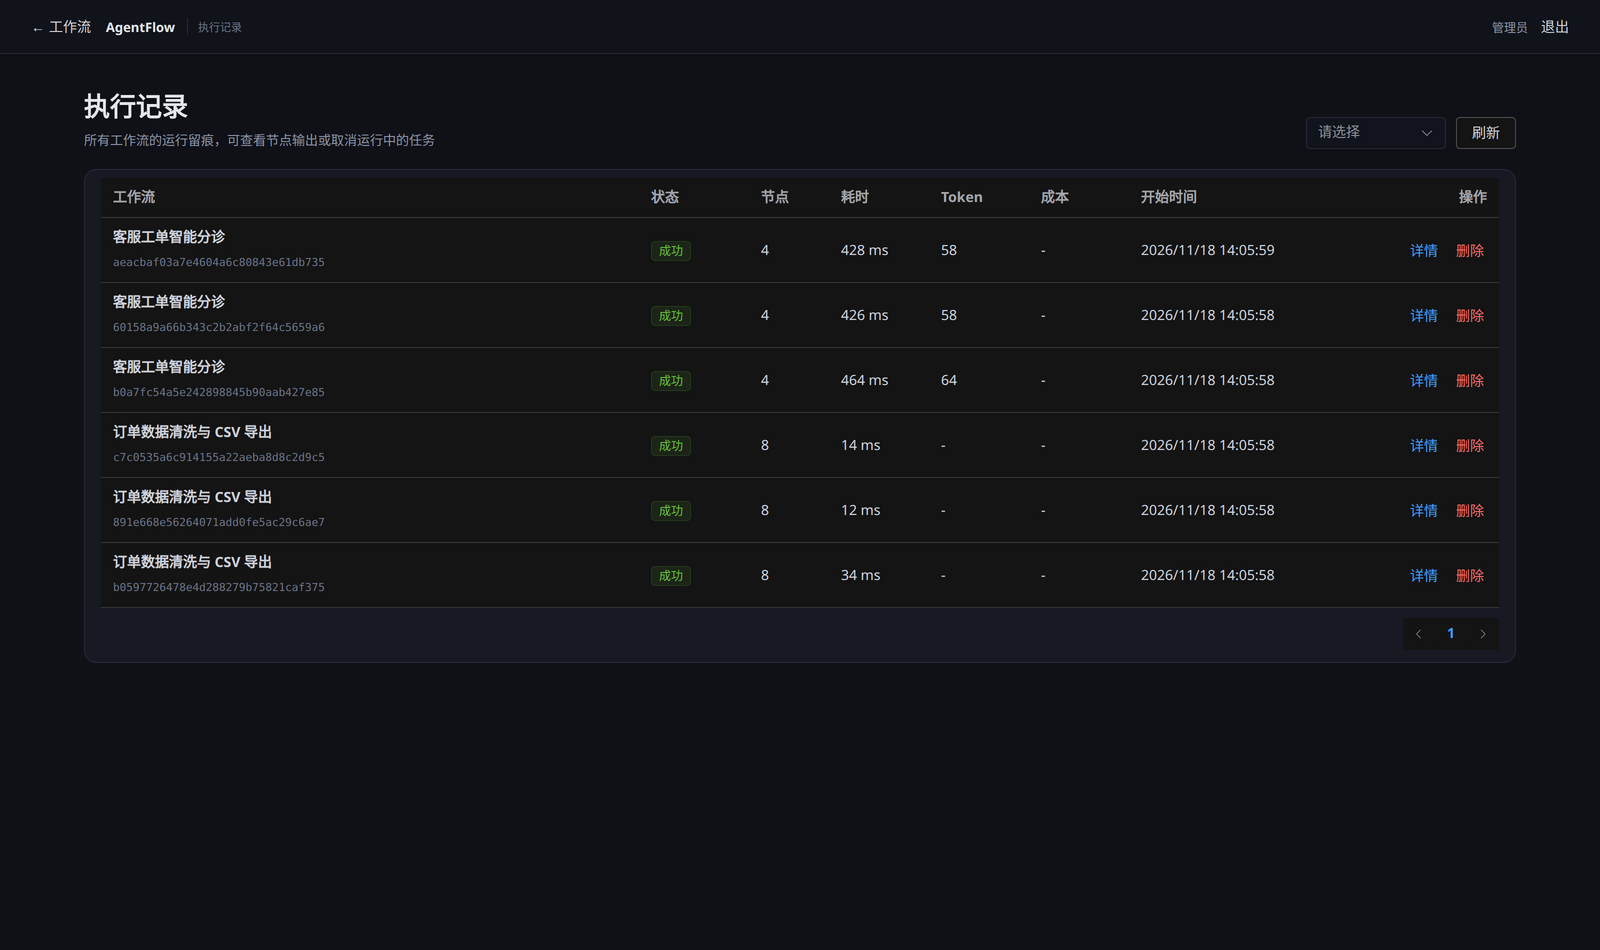 ← 工作流 AgentFlow 执行记录 管理员 退出
执行记录
所有工作流的运行留痕，可查看节点输出或取消运行中的任务
请选择 刷新
工作流 状态 节点 耗时 Token 成本 开始时间 操作
客服工单智能分诊
aeacbaf03a7e4604a6c80843e61db735
成功 4 428 ms 58 - 2026/11/18 14:05:59 详情 删除
客服工单智能分诊
60158a9a66b343c2b2abf2f64c5659a6
成功 4 426 ms 58 - 2026/11/18 14:05:58 详情 删除
客服工单智能分诊
b0a7fc54a5e242898845b90aab427e85
成功 4 464 ms 64 - 2026/11/18 14:05:58 详情 删除
订单数据清洗与 CSV 导出
c7c0535a6c914155a22aeba8d8c2d9c5
成功 8 14 ms - - 2026/11/18 14:05:58 详情 删除
订单数据清洗与 CSV 导出
891e668e56264071add0fe5ac29c6ae7
成功 8 12 ms - - 2026/11/18 14:05:58 详情 删除
订单数据清洗与 CSV 导出
b0597726478e4d288279b75821caf375
成功 8 34 ms - - 2026/11/18 14:05:58 详情 删除
1